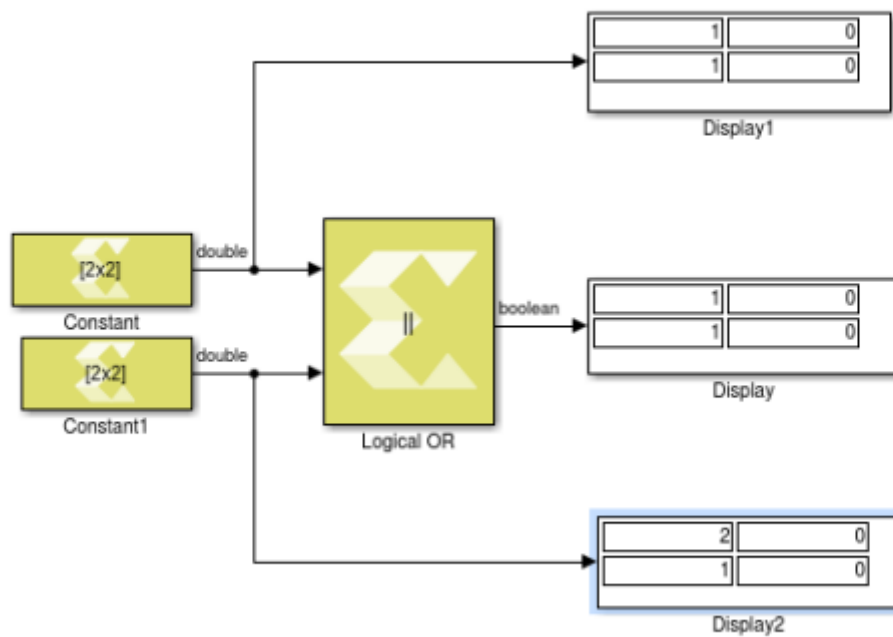 1 0
1 0
Display1
double
[2x2]
Constant
double
[2x2]
Constant1
||
Logical OR
boolean
1 0
1 0
Display
2 0
1 0
Display2